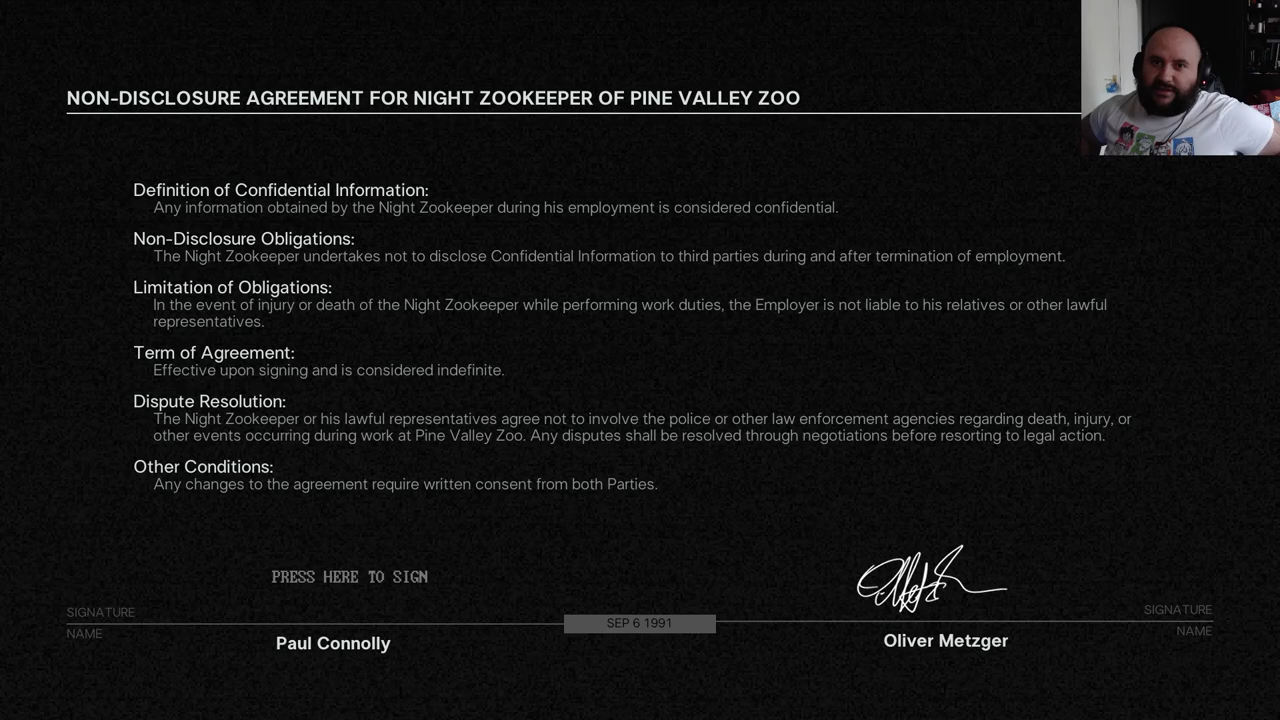 NON-DISCLOSURE AGREEMENT FOR NIGHT ZOOKEEPER OF PINE VALLEY ZOO
Definition of Confidential Information:
Any information obtained by the Night Zookeeper during his employment is considered confidential.
Non-Disclosure Obligations:
The Night Zookeeper undertakes not to disclose Confidential Information to third parties during and after termination of employment.
Limitation of Obligations:
In the event of injury or death of the Night Zookeeper while performing work duties, the Employer is not liable to his relatives or other lawful
representatives.
Term of Agreement:
Effective upon signing and is considered indefinite.
Dispute Resolution:
The Night Zookeeper or his lawful representatives agree not to involve the police or other law enforcement agencies regarding death, injury, or
other events occurring during work at Pine Valley Zoo. Any disputes shall be resolved through negotiations before resorting to legal action.
Other Conditions:
Any changes to the agreement require written consent from both Parties.
PRESS HERE TO SIGN
SIGNATURE
NAME
Paul Connolly
SEP 6 1991
SIGNATURE
NAME
Oliver Metzger